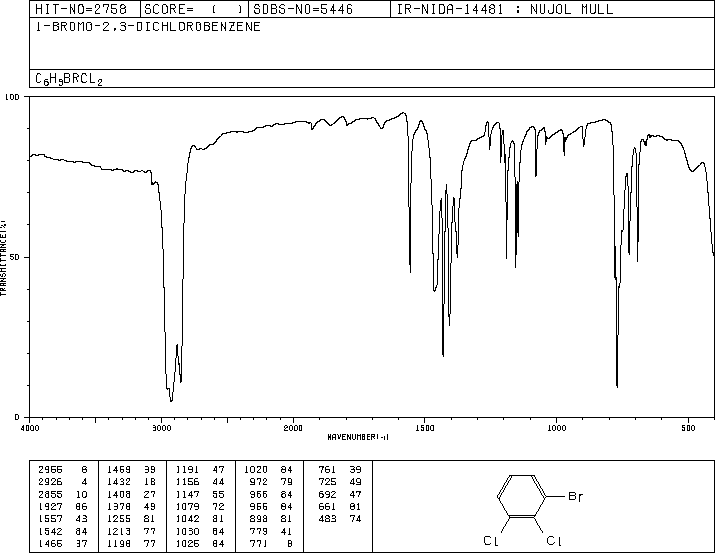 HIT-NO=2758 SCORE= ( ) SDBS-NO=5446 IR-NIDA-14481 : NUJOL MULL
1-BROMO-2,3-DICHLOROBENZENE
C6H3BRCL2
100
50
0
TRANSMITTANCE(%)
4000 3000 2000 1500 1000 500
WAVENUMBER(-1)
2955 6 1459 39 1191 47 1020 84 761 39
2926 4 1432 18 1156 44 972 79 725 49
2855 10 1408 27 1147 55 966 84 692 47
1927 86 1378 49 1079 72 966 84 661 81
1557 43 1255 81 1042 81 898 81 483 74
1542 84 1213 77 1030 84 779 41
1465 37 1198 77 1026 84 771 8
Br
Cl Cl